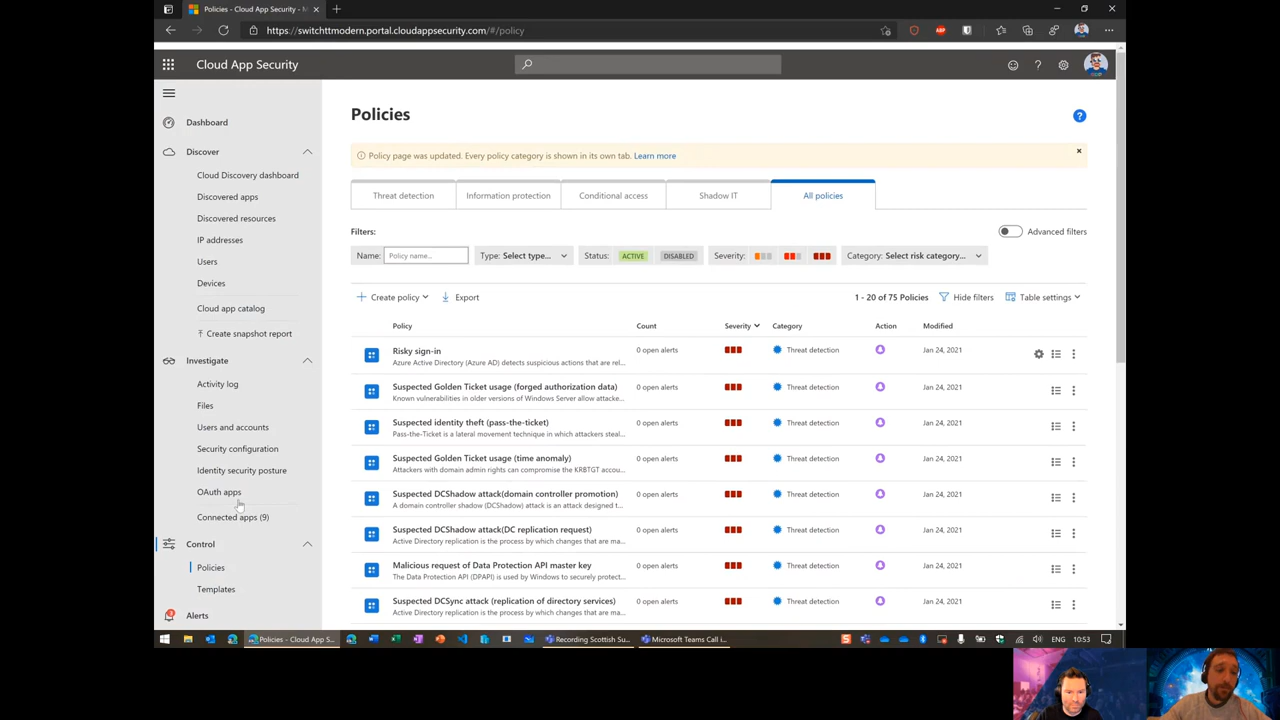 Policies - Cloud App Security -
https://switchttmodern.portal.cloudappsecurity.com/#/policy
ABP
Cloud App Security
Dashboard
Discover
Cloud Discovery dashboard
Discovered apps
Discovered resources
IP addresses
Users
Devices
Cloud app catalog
Create snapshot report
Investigate
Activity log
Files
Users and accounts
Security configuration
Identity security posture
OAuth apps
Connected apps (9)
Control
Policies
Templates
Alerts
Policies
Policy page was updated. Every policy category is shown in its own tab. Learn more
Threat detection
Information protection
Conditional access
Shadow IT
All policies
Filters:
Advanced filters
Name: Policy name...
Type: Select type...
Status: ACTIVE DISABLED
Severity:
Category: Select risk category...
Create policy
Export
1 - 20 of 75 Policies
Hide filters
Table settings
Policy Count Severity Category Action Modified
Risky sign-in 0 open alerts Threat detection Jan 24, 2021
Azure Active Directory (Azure AD) detects suspicious actions that are rel...
Suspected Golden Ticket usage (forged authorization data) 0 open alerts Threat detection Jan 24, 2021
Known vulnerabilities in older versions of Windows Server allow attacke...
Suspected identity theft (pass-the-ticket) 0 open alerts Threat detection Jan 24, 2021
Pass-the-Ticket is a lateral movement technique in which attackers steal...
Suspected Golden Ticket usage (time anomaly) 0 open alerts Threat detection Jan 24, 2021
Attackers with domain admin rights can compromise the KRBTGT accoun...
Suspected DCShadow attack(domain controller promotion) 0 open alerts Threat detection Jan 24, 2021
A domain controller shadow (DCShadow) attack is an attack designed t...
Suspected DCShadow attack(DC replication request) 0 open alerts Threat detection Jan 24, 2021
Active Directory replication is the process by which changes that are ma...
Malicious request of Data Protection API master key 0 open alerts Threat detection Jan 24, 2021
The Data Protection API (DPAPI) is used by Windows to securely protect...
Suspected DCSync attack (replication of directory services) 0 open alerts Threat detection Jan 24, 2021
Active Directory replication is the process by which changes that are ma...
Policies - Cloud App S...
Recording Scottish Su...
Microsoft Teams Call i...
ENG
10:53